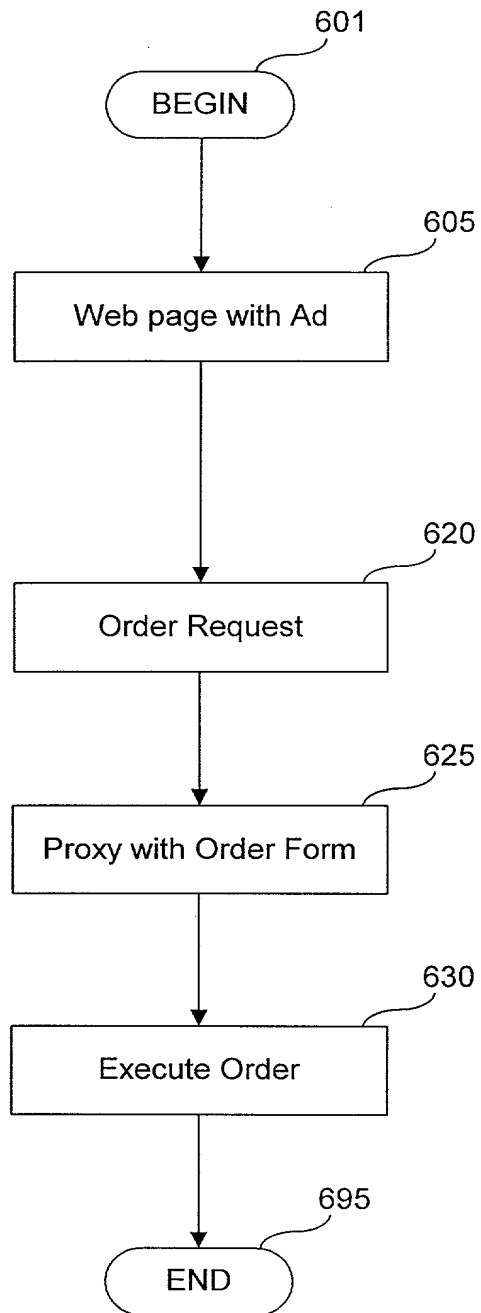 601
BEGIN
605
Web page with Ad
620
Order Request
625
Proxy with Order Form
630
Execute Order
695
END